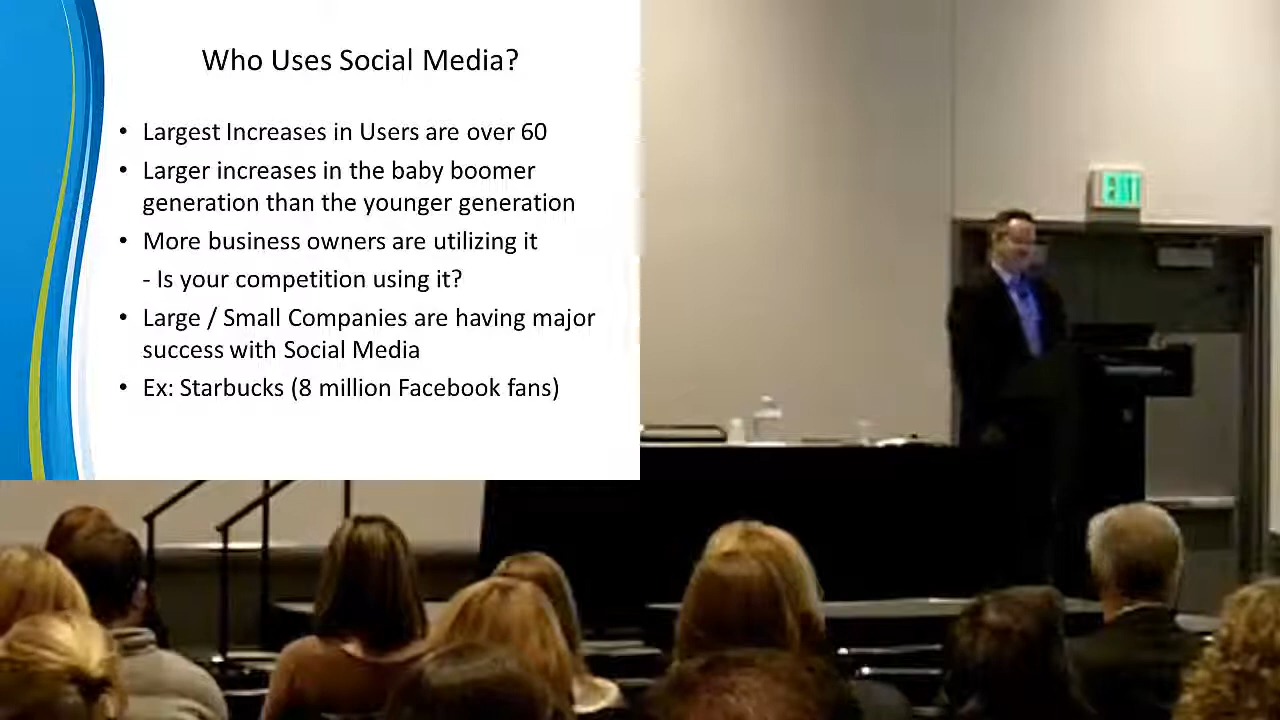 Who Uses Social Media?
• Largest Increases in Users are over 60
• Larger increases in the baby boomer
generation than the younger generation
• More business owners are utilizing it
- Is your competition using it?
• Large / Small Companies are having major
success with Social Media
• Ex: Starbucks (8 million Facebook fans)
EXIT